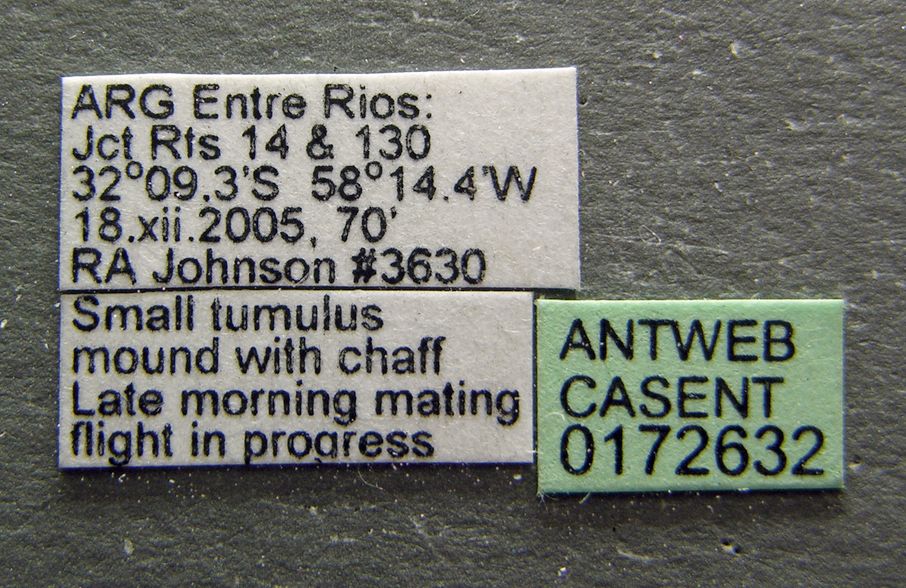 ARG Entre Rios:
Jct Rts 14 & 130
32°09.3'S 58°14.4'W
18.xii.2005, 70'
RA Johnson #3630
Small tumulus
mound with chaff
Late morning mating
flight in progress
ANTWEB
CASENT
0172632